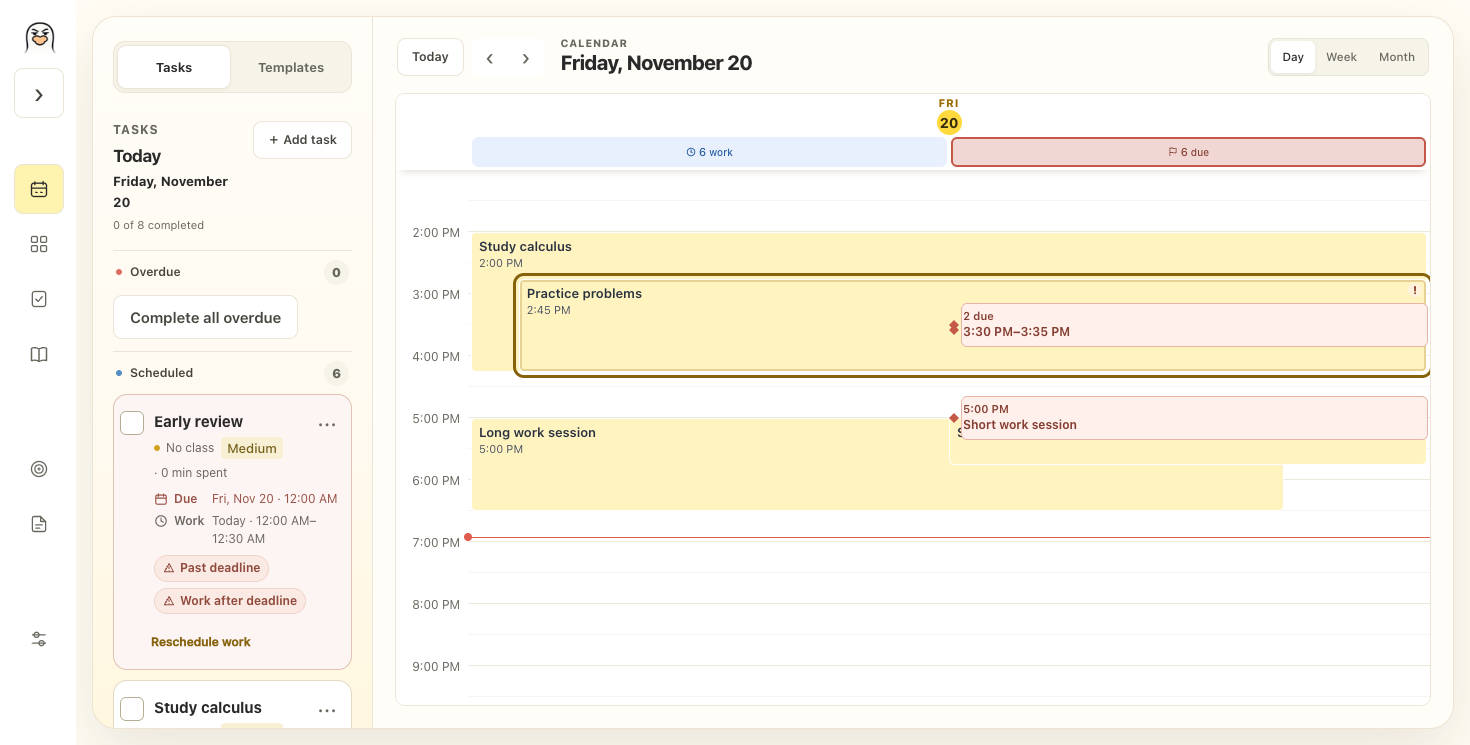 Tasks
Templates
TASKS
+ Add task
Today
Friday, November
20
0 of 8 completed
Overdue
0
Complete all overdue
Scheduled
6
Early review
...
No class
Medium
· 0 min spent
Due Fri, Nov 20 · 12:00 AM
Work Today · 12:00 AM–
12:30 AM
Past deadline
Work after deadline
Reschedule work
Study calculus
...
Today
CALENDAR
Friday, November 20
Day
Week
Month
FRI
20
6 work
6 due
2:00 PM
Study calculus
2:00 PM
3:00 PM
Practice problems
!
2:45 PM
2 due
3:30 PM–3:35 PM
4:00 PM
5:00 PM
5:00 PM
Short work session
Long work session
5:00 PM
6:00 PM
7:00 PM
8:00 PM
9:00 PM